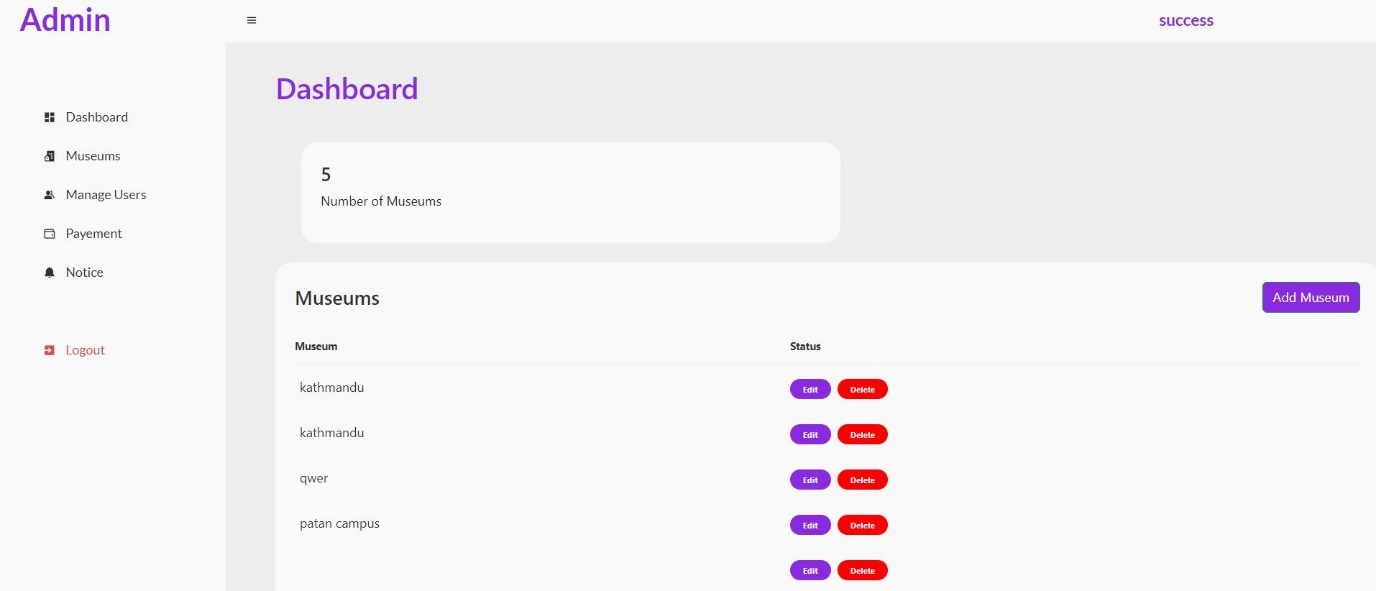 Admin
success
Dashboard
Museums
Manage Users
Payement
Notice
Logout
Dashboard
5
Number of Museums
Museums
Add Museum
Museum Status
kathmandu Edit Delete
kathmandu Edit Delete
qwer Edit Delete
patan campus Edit Delete
Edit Delete